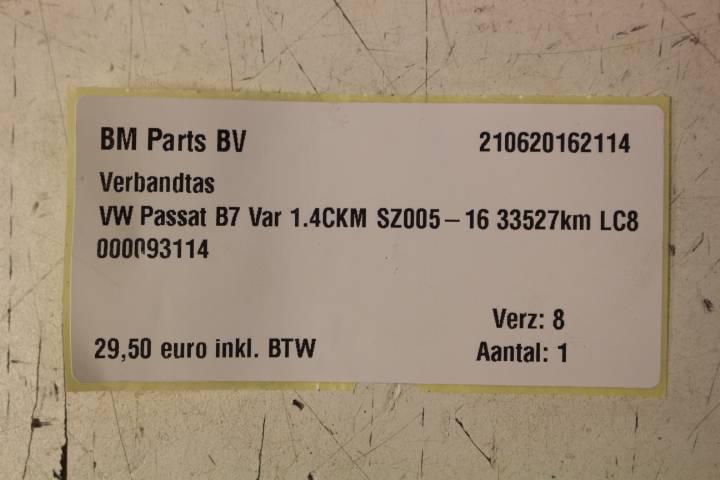 BM Parts BV 210620162114
Verbandtas
VW Passat B7 Var 1.4CKM SZ005-16 33527km LC8
000093114
Verz: 8
29,50 euro inkl. BTW Aantal: 1